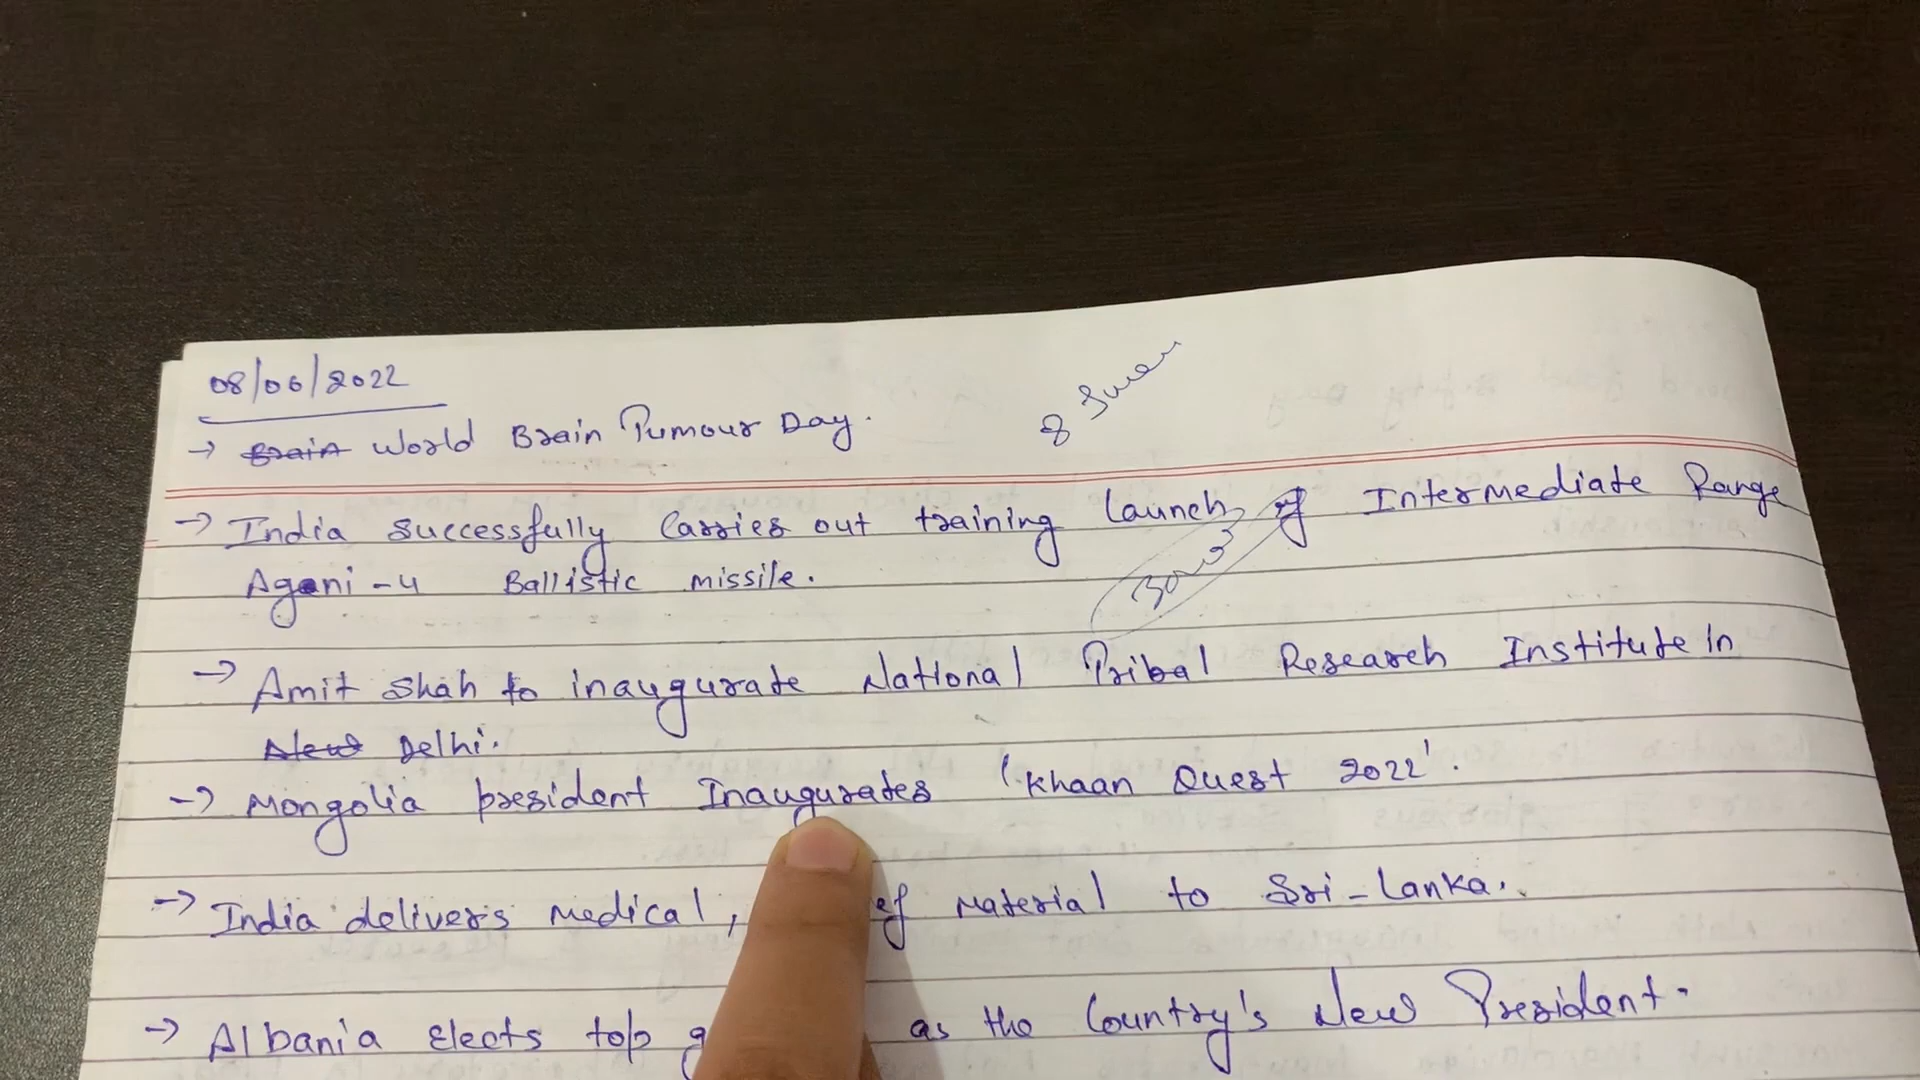 08/06/2022
→ Brain World Brain Tumour Day.
8 June
→ India successfully Carries out training Launch of Intermediate Range
Agni-4 Ballistic missile.
→ Amit Shah to inaugurate National Tribal Research Institute in
New Delhi.
→ Mongolia president Inaugurates 'Khaan Quest 2022'.
→ India delivers medical, material to Sri-Lanka.
→ Albania elects top as the Country's New President.